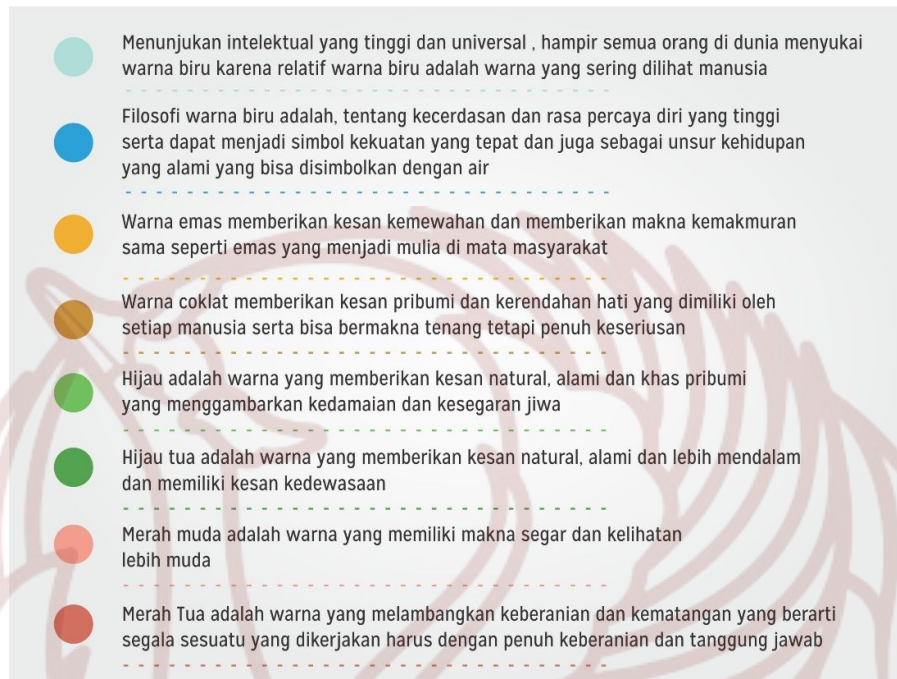 Menunjukan intelektual yang tinggi dan universal , hampir semua orang di dunia menyukai
warna biru karena relatif warna biru adalah warna yang sering dilihat manusia
Filosofi warna biru adalah, tentang kecerdasan dan rasa percaya diri yang tinggi
serta dapat menjadi simbol kekuatan yang tepat dan juga sebagai unsur kehidupan
yang alami yang bisa disimbolkan dengan air
Warna emas memberikan kesan kemewahan dan memberikan makna kemakmuran
sama seperti emas yang menjadi mulia di mata masyarakat
Warna coklat memberikan kesan pribumi dan kerendahan hati yang dimiliki oleh
setiap manusia serta bisa bermakna tenang tetapi penuh keseriusan
Hijau adalah warna yang memberikan kesan natural, alami dan khas pribumi
yang menggambarkan kedamaian dan kesegaran jiwa
Hijau tua adalah warna yang memberikan kesan natural, alami dan lebih mendalam
dan memiliki kesan kedewasaan
Merah muda adalah warna yang memiliki makna segar dan kelihatan
lebih muda
Merah Tua adalah warna yang melambangkan keberanian dan kematangan yang berarti
segala sesuatu yang dikerjakan harus dengan penuh keberanian dan tanggung jawab